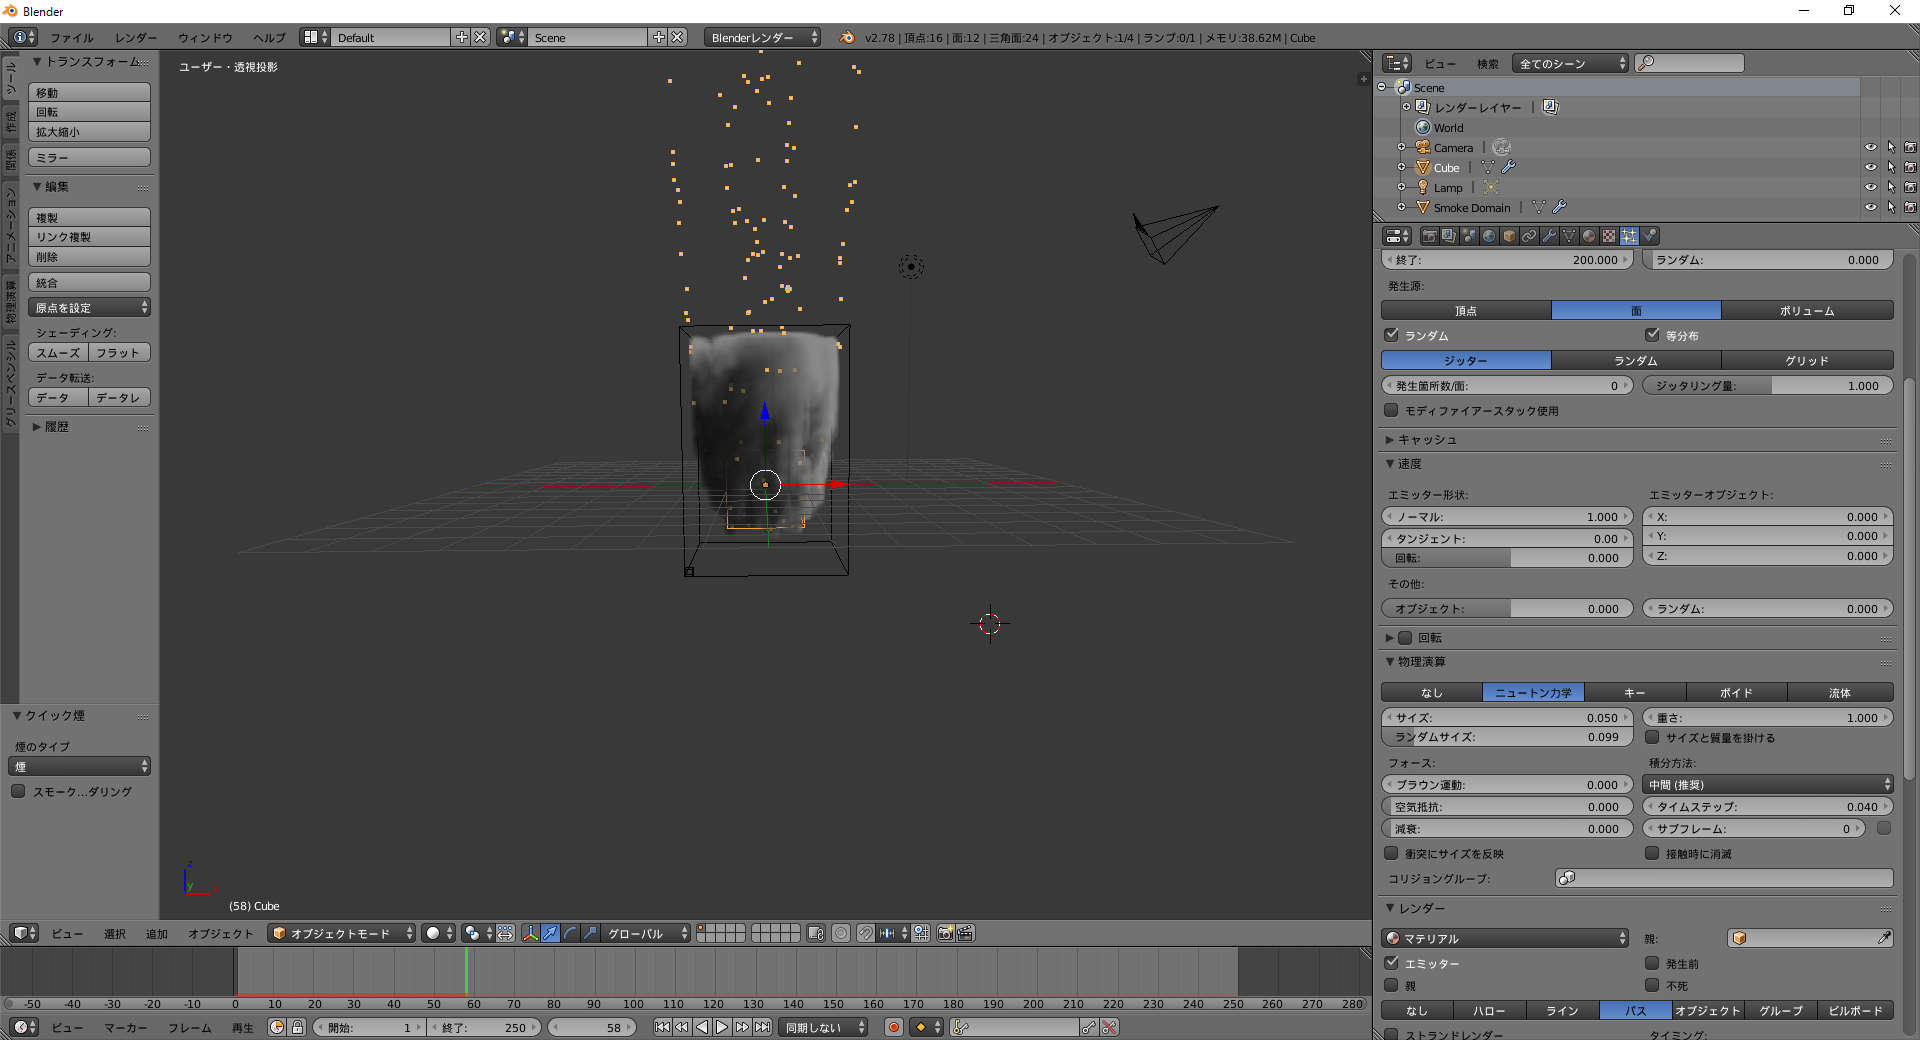 Blender
ファイル レンダー ウィンドウ ヘルプ Default Scene Blenderレンダー v2.78 | 頂点:16 | 面:12 | 三角面:24 | オブジェクト:1/4 | ランプ:0/1 | メモリ:38.62M | Cube
ツール
作成
関係
アニメーション
物理演算
グリースペンシル
トランスフォーム
移動
回転
拡大縮小
ミラー
編集
複製
リンク複製
削除
統合
原点を設定
シェーディング:
スムーズ フラット
データ転送:
データ データレ
履歴
クイック煙
煙のタイプ
煙
スモーク...ダリング
ユーザー・透視投影
z
y
(58) Cube
ビュー 選択 追加 オブジェクト オブジェクトモード グローバル
-50 -40 -30 -20 -10 0 10 20 30 40 50 60 70 80 90 100 110 120 130 140 150 160 170 180 190 200 210 220 230 240 250 260 270 280
ビュー マーカー フレーム 再生 開始: 1 終了: 250 58 同期しない
ビュー 検索 全てのシーン
Scene
レンダーレイヤー |
World
Camera |
Cube |
Lamp |
Smoke Domain |
終了: 200.000 ランダム: 0.000
発生源:
頂点 面 ボリューム
ランダム 等分布
ジッター ランダム グリッド
発生箇所数/面: 0 ジッタリング量: 1.000
モディファイアースタック使用
キャッシュ
速度
エミッター形状: エミッターオブジェクト:
ノーマル: 1.000 X: 0.000
タンジェント: 0.00 Y: 0.000
回転: 0.000 Z: 0.000
その他:
オブジェクト: 0.000 ランダム: 0.000
回転
物理演算
なし ニュートン力学 キー ボイド 流体
サイズ: 0.050 重さ: 1.000
ランダムサイズ: 0.099 サイズと質量を掛ける
フォース: 積分方法:
ブラウン運動: 0.000 中間 (推奨)
空気抵抗: 0.000 タイムステップ: 0.040
減衰: 0.000 サブフレーム: 0
衝突にサイズを反映 接触時に消滅
コリジョングループ:
レンダー
マテリアル 親:
エミッター 発生前
親 不死
なし ハロー ライン パス オブジェクト グループ ビルボード
ストランドレンダー タイミング: